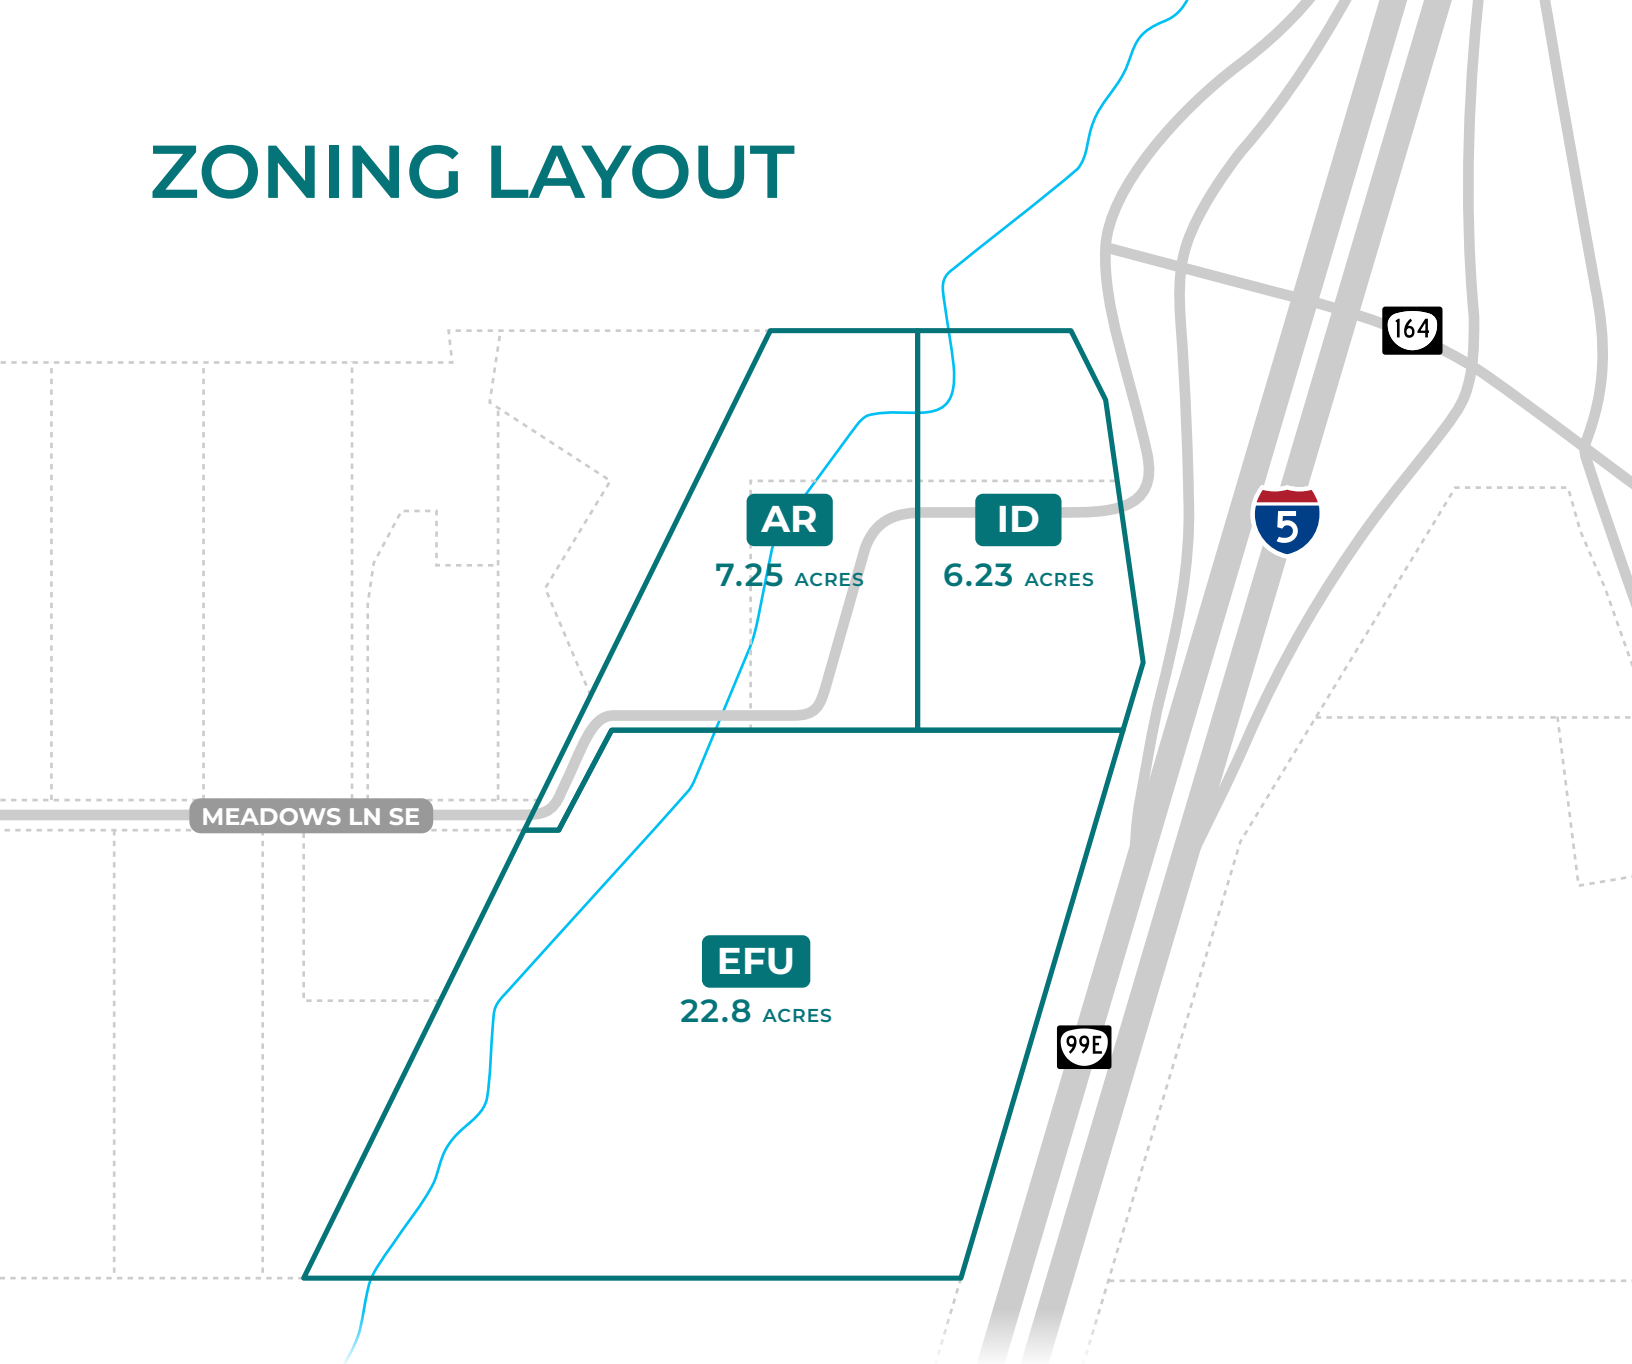 ZONING LAYOUT
164
AR
ID
5
7.25 ACRES
6.23 ACRES
MEADOWS LN SE
EFU
22.8 ACRES
99E